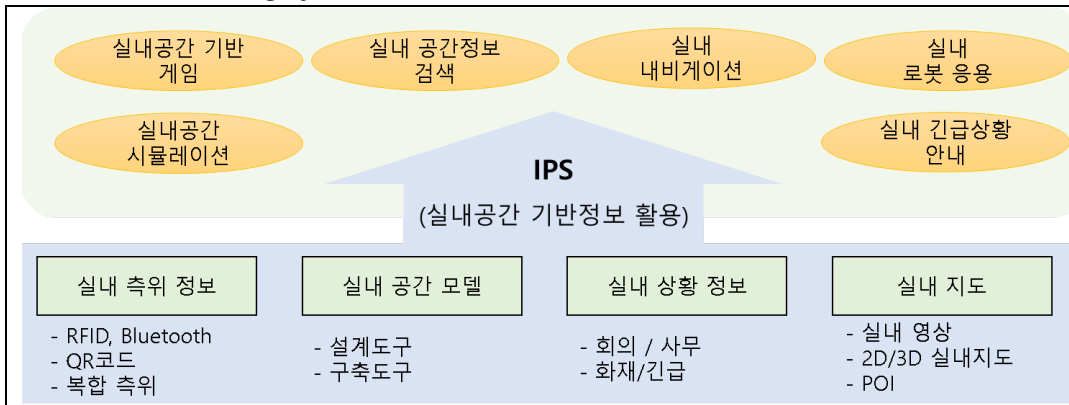 실내공간 기반
게임
실내 공간정보
검색
실내
내비게이션
실내
로봇 응용
실내공간
시뮬레이션
실내 긴급상황
안내
IPS
(실내공간 기반정보 활용)
실내 측위 정보
실내 공간 모델
실내 상황 정보
실내 지도
- RFID, Bluetooth
- QR코드
- 복합 측위
- 설계도구
- 구축도구
- 회의 / 사무
- 화재/긴급
- 실내 영상
- 2D/3D 실내지도
- POI